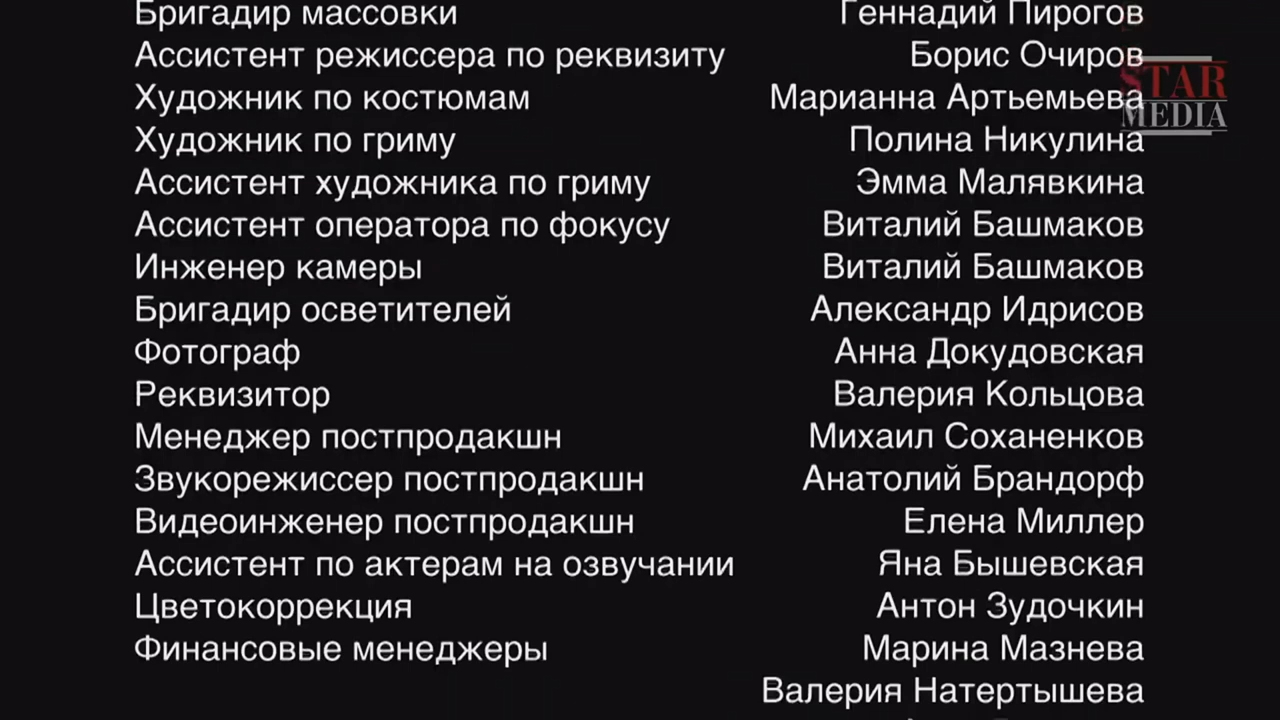 Бригадир массовки Геннадий Пирогов
Ассистент режиссера по реквизиту Борис Очиров
Художник по костюмам Марианна Артьемьева
Художник по гриму Полина Никулина
Ассистент художника по гриму Эмма Малявкина
Ассистент оператора по фокусу Виталий Башмаков
Инженер камеры Виталий Башмаков
Бригадир осветителей Александр Идрисов
Фотограф Анна Докудовская
Реквизитор Валерия Кольцова
Менеджер постпродакшн Михаил Соханенков
Звукорежиссер постпродакшн Анатолий Брандорф
Видеоинженер постпродакшн Елена Миллер
Ассистент по актерам на озвучании Яна Бышевская
Цветокоррекция Антон Зудочкин
Финансовые менеджеры Марина Мазнева
Валерия Натертышева
STAR
MEDIA